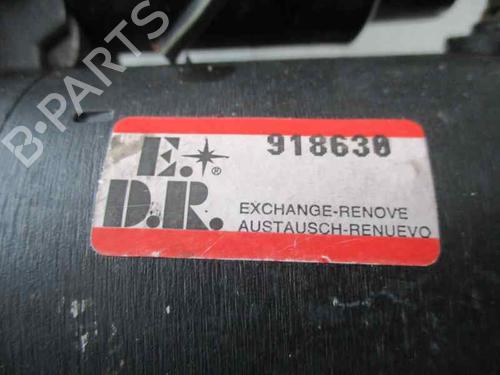 B-PARTS
E.
D.R.®
918630
EXCHANGE-RENOVE
AUSTAUSCH-RENUEVO